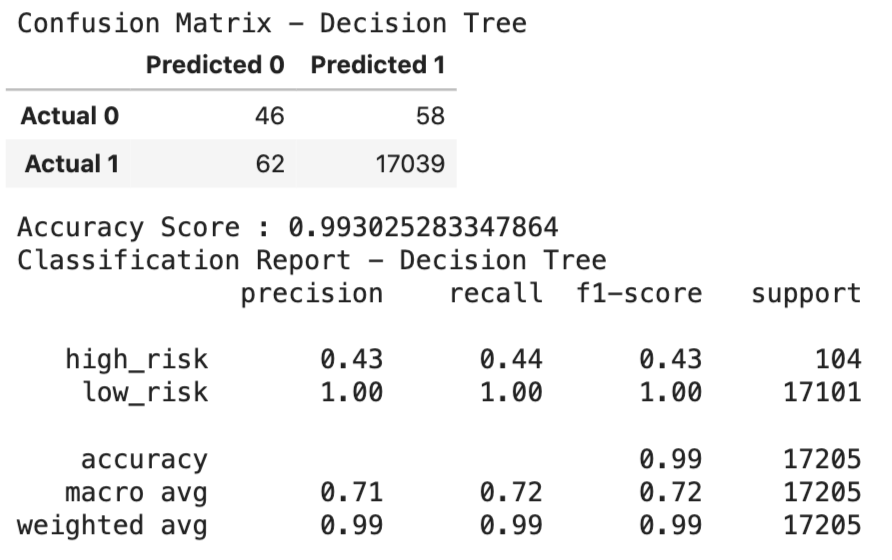 Confusion Matrix - Decision Tree
Predicted 0 Predicted 1
Actual 0 46 58
Actual 1 62 17039
Accuracy Score : 0.993025283347864
Classification Report - Decision Tree
precision recall f1-score support
high_risk 0.43 0.44 0.43 104
low_risk 1.00 1.00 1.00 17101
accuracy 0.99 17205
macro avg 0.71 0.72 0.72 17205
weighted avg 0.99 0.99 0.99 17205